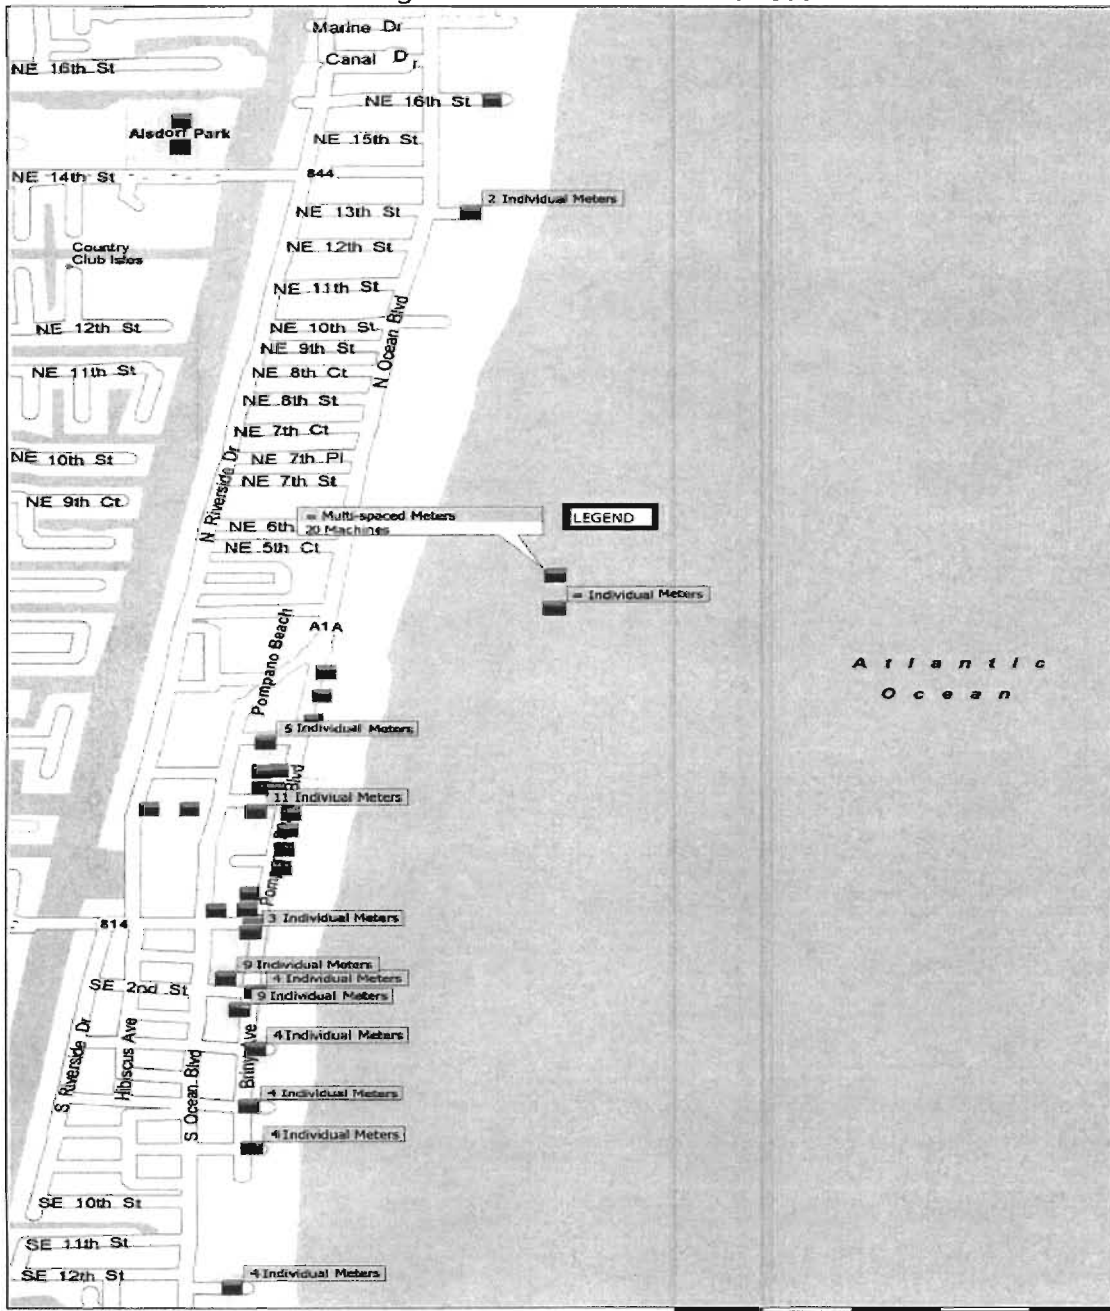 Marine Dr
Canal Dr
NE 16th St
NE 16th St
Alsdorf Park
NE 15th St
NE 14th St
844
2 Individual Meters
NE 13th St
Country
Club Isles
NE 12th St
NE 11th St
N Ocean Blvd
NE 12th St
NE 10th St
NE 9th St
NE 11th St
NE 8th Ct
NE 8th St
NE 7th Ct
NE 10th St
NE 7th Pl
N Riverside Dr
NE 7th St
NE 9th Ct
= Multi-spaced Meters
20 Machines
LEGEND
NE 6th
NE 5th Ct
= Individual Meters
A1A
Pompano Beach
Atlantic
Ocean
5 Individual Meters
Blvd
11 Indiviual Meters
814
3 Individual Meters
9 Individual Meters
4 Individual Meters
SE 2nd St
9 Individual Meters
4 Individual Meters
S Riverside Dr
Hibiscus Ave
S Ocean Blvd
Briny Ave
4 Individual Meters
4 Individual Meters
SE 10th St
SE 11th St
SE 12th St
4 Individual Meters